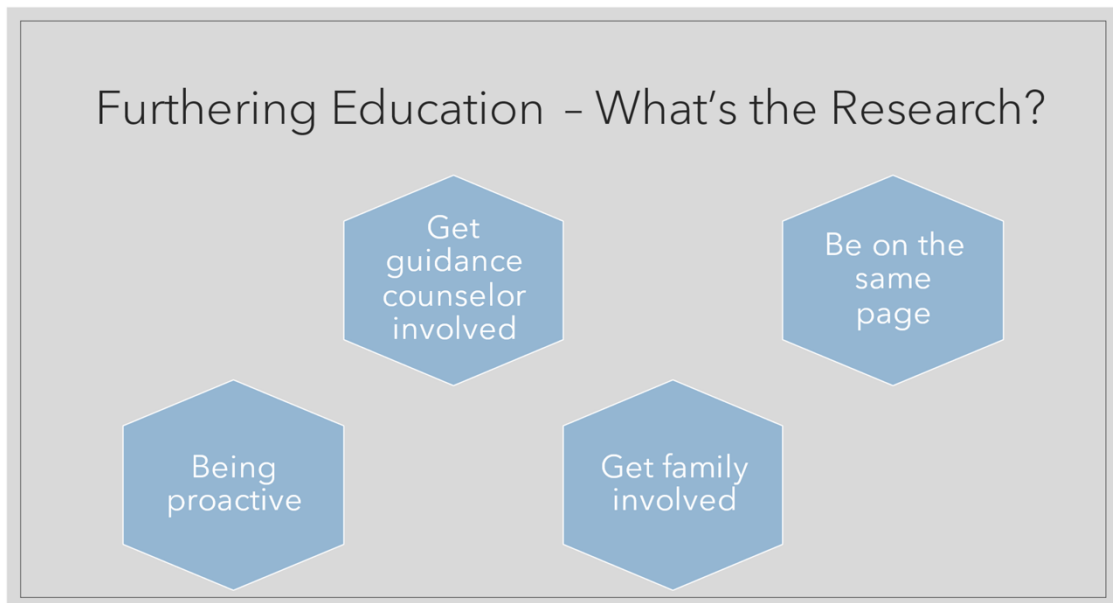 Furthering Education – What's the Research?
Get
guidance
counselor
involved
Be on the
same
page
Being
proactive
Get family
involved